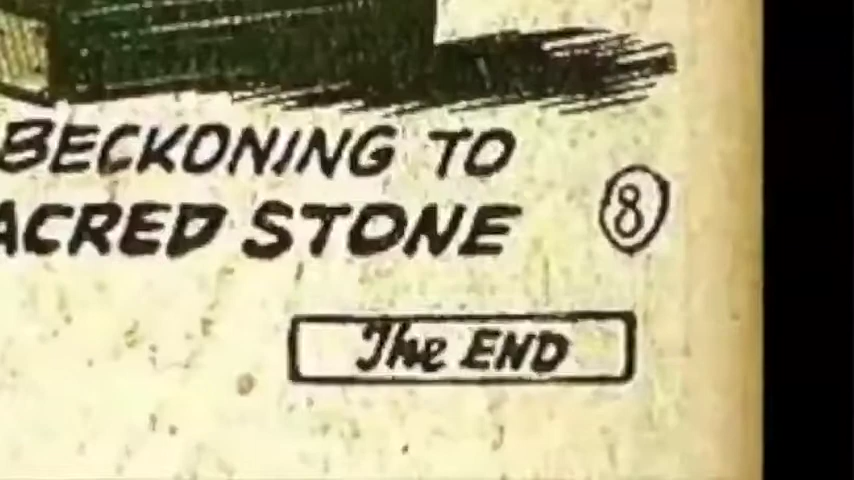 BECKONING TO
ACRED STONE
8
The END